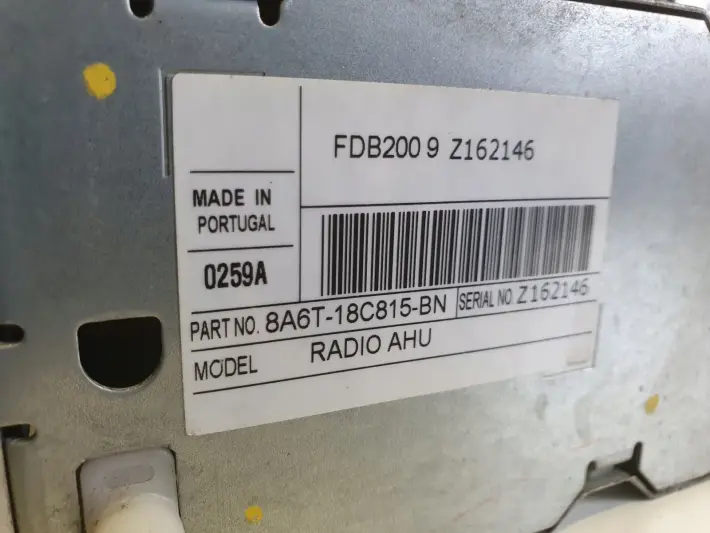 FDB200 9 Z162146
MADE IN
PORTUGAL
0259A
PART NO. 8A6T-18C815-BN SERIAL NO. Z162146
MODEL RADIO AHU